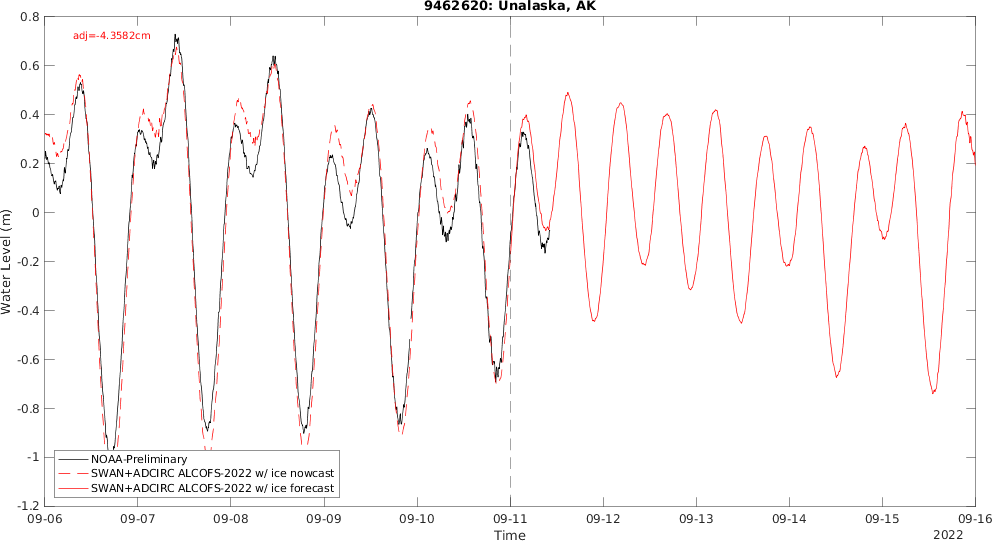 9462620: Unalaska, AK
adj=-4.3582cm
0.8
0.6
0.4
0.2
0
-0.2
-0.4
-0.6
-0.8
-1
-1.2
Water Level (m)
NOAA-Preliminary
SWAN+ADCIRC ALCOFS-2022 w/ ice nowcast
SWAN+ADCIRC ALCOFS-2022 w/ ice forecast
09-06 09-07 09-08 09-09 09-10 09-11 09-12 09-13 09-14 09-15 09-16
Time
2022